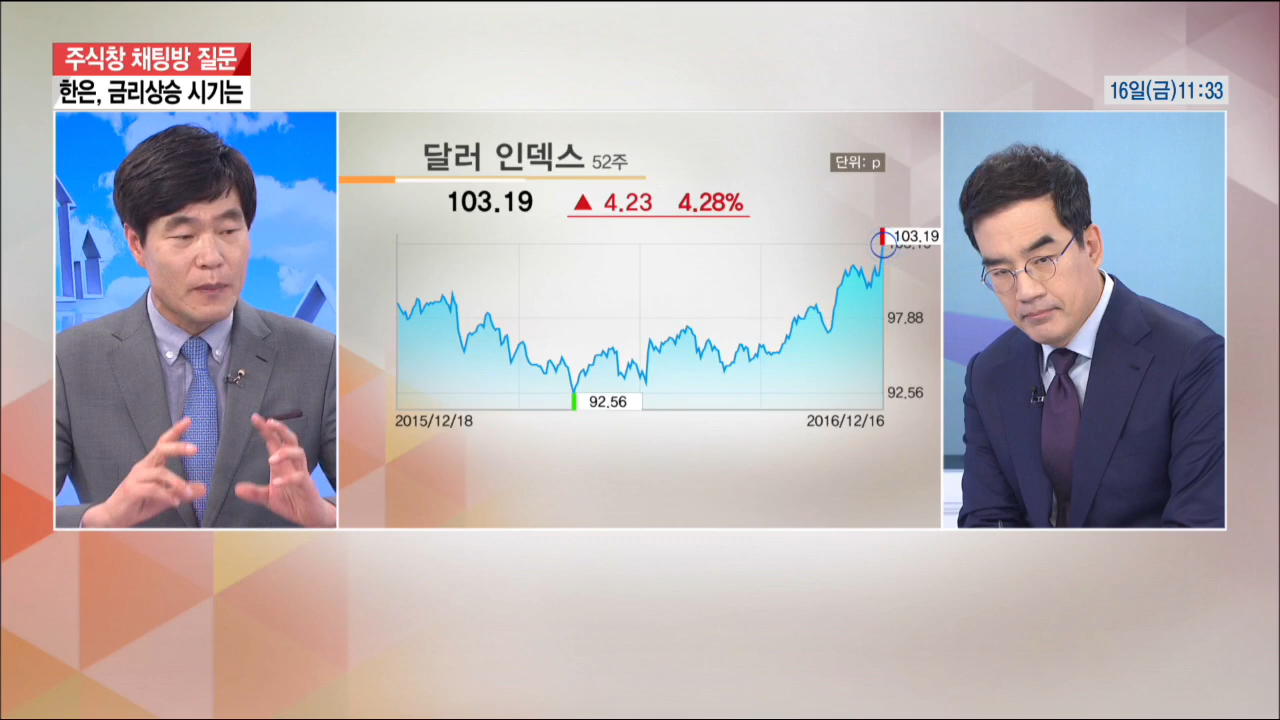 주식창 채팅방 질문
한은, 금리상승 시기는
16일(금)11:33
달러 인덱스 52주
단위: p
103.19 ▲ 4.23 4.28%
103.19
97.88
92.56
92.56
2015/12/18
2016/12/16